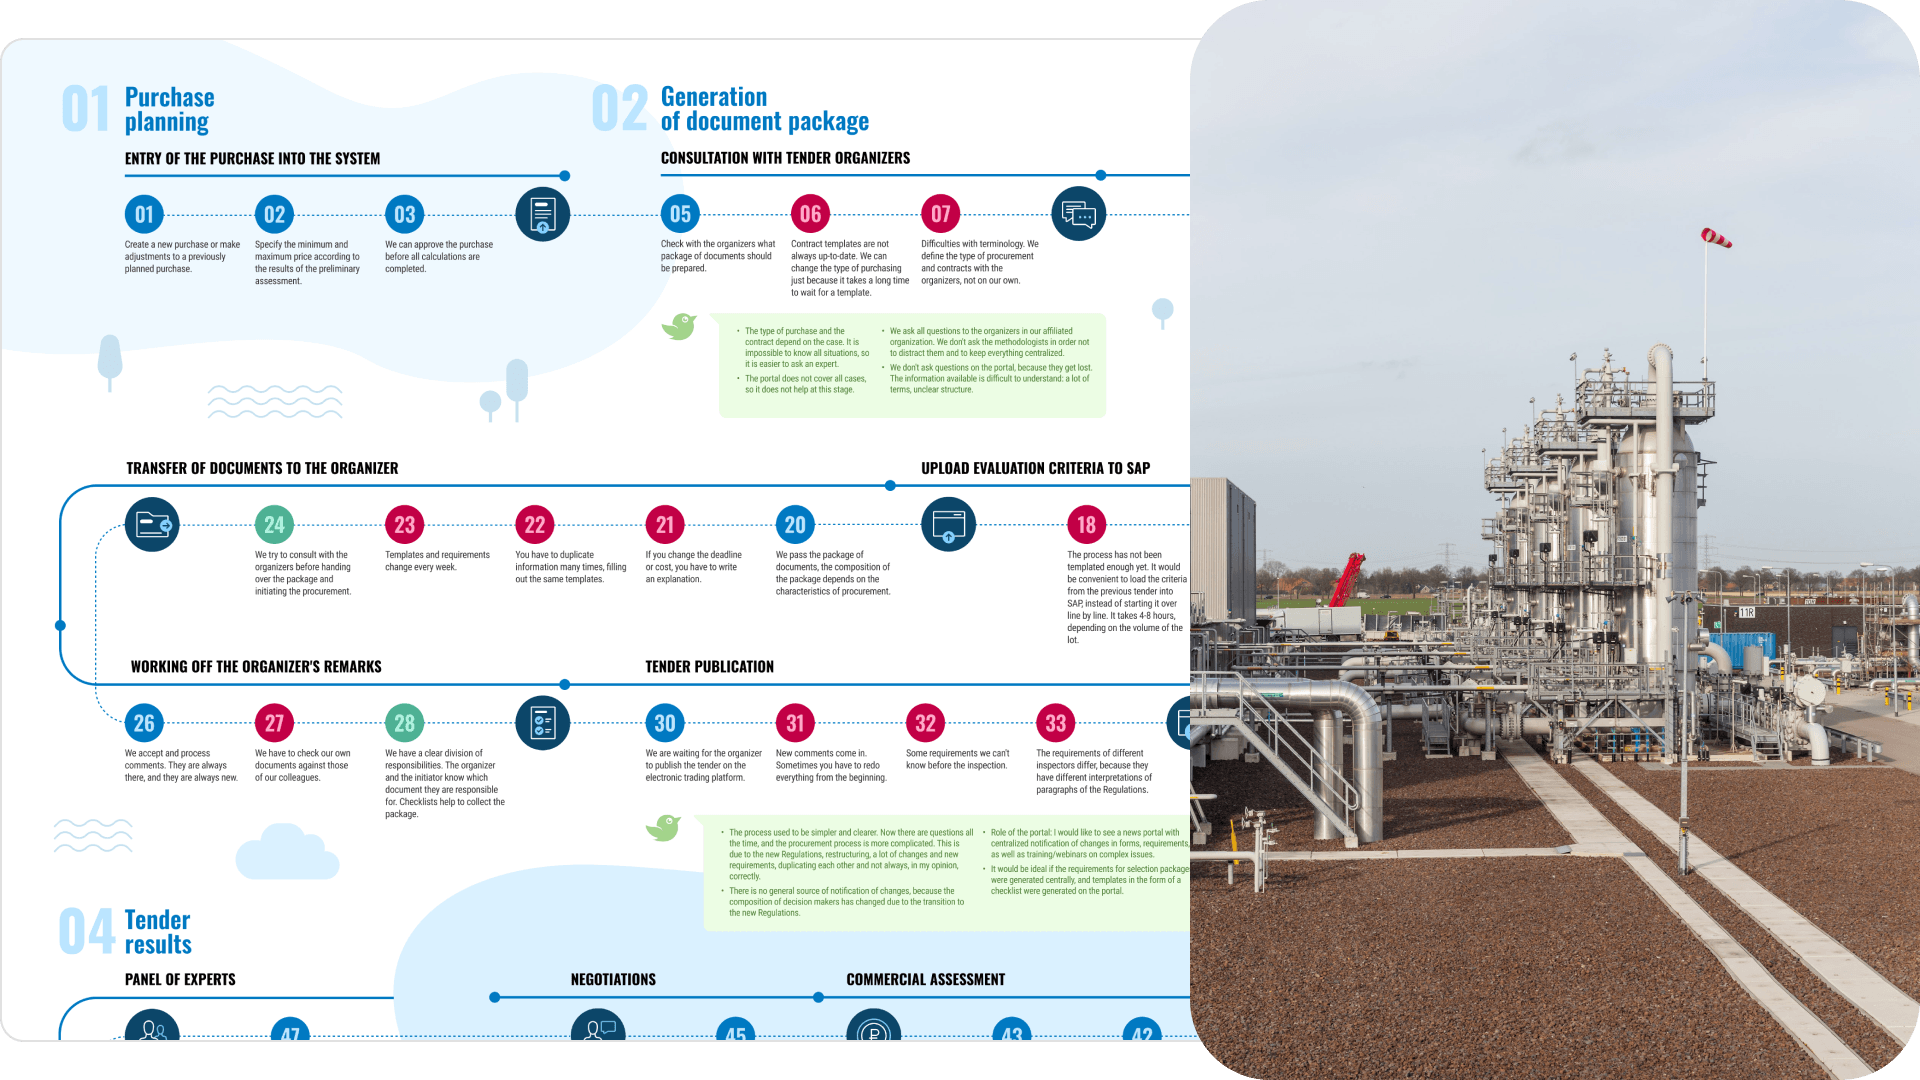 01
Purchase
planning
ENTRY OF THE PURCHASE INTO THE SYSTEM
01
Create a new purchase or make
adjustments to a previously
planned purchase.
02
Specify the minimum and
maximum price according to
the results of the preliminary
assessment.
03
We can approve the purchase
before all calculations are
completed.
02
Generation
of document package
CONSULTATION WITH TENDER ORGANIZERS
05
Check with the organizers what
package of documents should
be prepared.
06
Contract templates are not
always up-to-date. We can
change the type of purchasing
just because it takes a long time
to wait for a template.
07
Difficulties with terminology. We
define the type of procurement
and contracts with the
organizers, not on our own.
• The type of purchase and the
contract depend on the case. It is
impossible to know all situations, so
it is easier to ask an expert.
• The portal does not cover all cases,
so it does not help at this stage.
• We ask all questions to the organizers in our affiliated
organization. We don't ask the methodologists in order not
to distract them and to keep everything centralized.
• We don't ask questions on the portal, because they get lost.
The information available is difficult to understand: a lot of
terms, unclear structure.
TRANSFER OF DOCUMENTS TO THE ORGANIZER
24
We try to consult with the
organizers before handing
over the package and
initiating the procurement.
23
Templates and requirements
change every week.
22
You have to duplicate
information many times, filling
out the same templates.
21
If you change the deadline
or cost, you have to write
an explanation.
20
We pass the package of
documents, the composition of
the package depends on the
characteristics of procurement.
UPLOAD EVALUATION CRITERIA TO SAP
18
The process has not been
templated enough yet. It would
be convenient to load the criteria
from the previous tender into
SAP, instead of starting it over
line by line. It takes 4-8 hours,
depending on the volume of the
lot.
WORKING OFF THE ORGANIZER'S REMARKS
26
We accept and process
comments. They are always
there, and they are always new.
27
We have to check our own
documents against those
of our colleagues.
28
We have a clear division of
responsibilities. The organizer
and the initiator know which
document they are responsible
for. Checklists help to collect the
package.
TENDER PUBLICATION
30
We are waiting for the organizer
to publish the tender on the
electronic trading platform.
31
New comments come in.
Sometimes you have to redo
everything from the beginning.
32
Some requirements we can't
know before the inspection.
33
The requirements of different
inspectors differ, because they
have different interpretations of
paragraphs of the Regulations.
• The process used to be simpler and clearer. Now there are questions all
the time, and the procurement process is more complicated. This is
due to the new Regulations, restructuring, a lot of changes and new
requirements, duplicating each other and not always, in my opinion,
correctly.
• There is no general source of notification of changes, because the
composition of decision makers has changed due to the transition to
the new Regulations.
• Role of the portal: I would like to see a news portal with
centralized notification of changes in forms, requirements,
as well as training/webinars on complex issues.
• It would be ideal if the requirements for selection package
were generated centrally, and templates in the form of a
checklist were generated on the portal.
04
Tender
results
PANEL OF EXPERTS
47
NEGOTIATIONS
45
COMMERCIAL ASSESSMENT
₽
43
42
11R